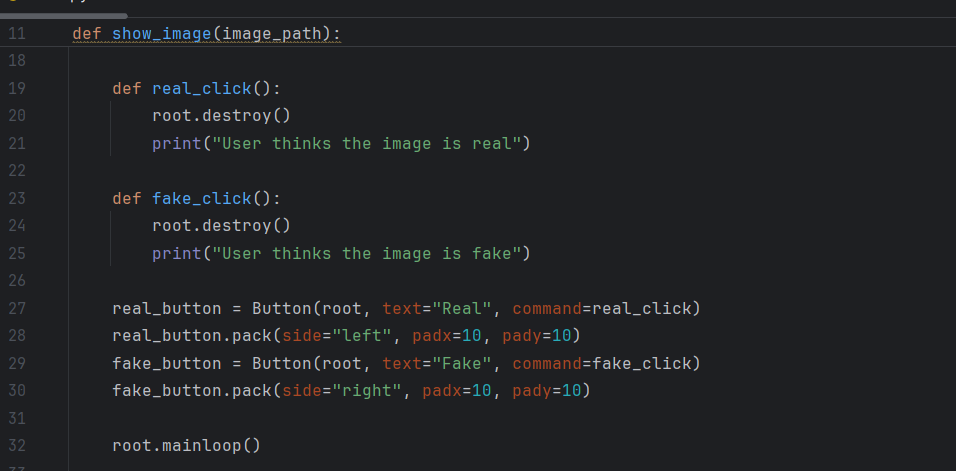 11 def show_image(image_path):
18
19 def real_click():
20 root.destroy()
21 print("User thinks the image is real")
22
23 def fake_click():
24 root.destroy()
25 print("User thinks the image is fake")
26
27 real_button = Button(root, text="Real", command=real_click)
28 real_button.pack(side="left", padx=10, pady=10)
29 fake_button = Button(root, text="Fake", command=fake_click)
30 fake_button.pack(side="right", padx=10, pady=10)
31
32 root.mainloop()